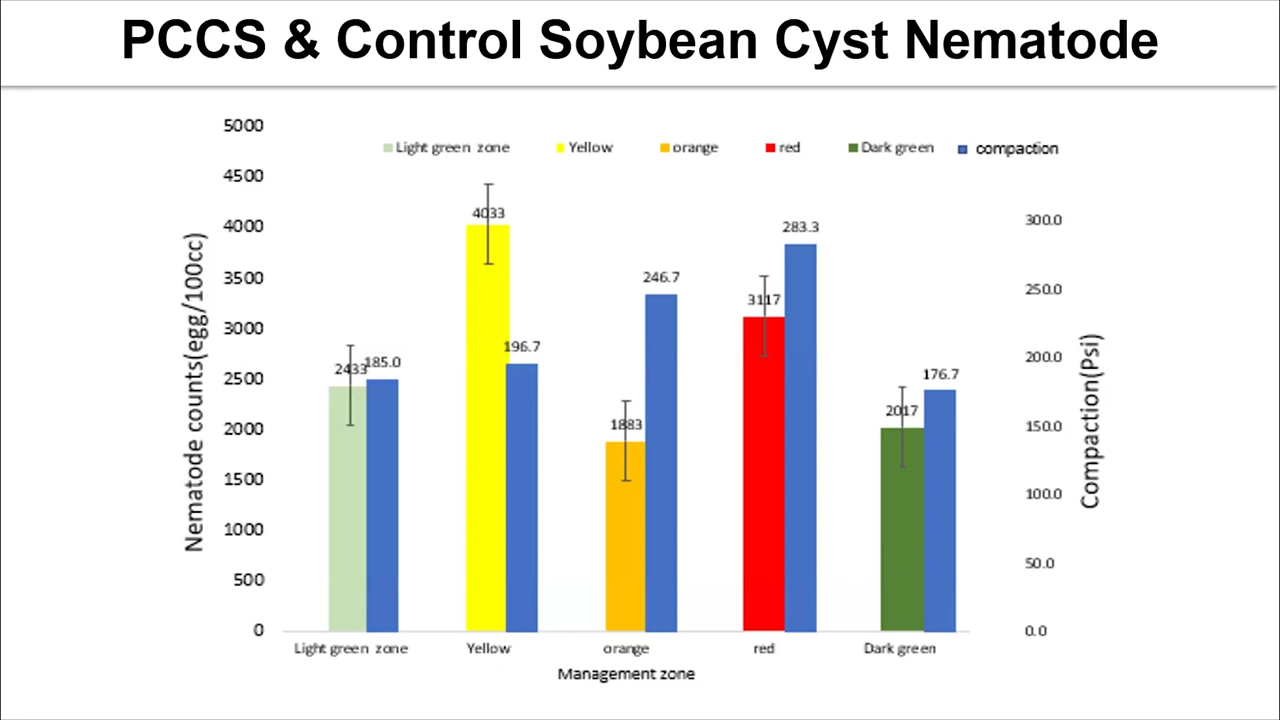 PCCS & Control Soybean Cyst Nematode
5000
4500
4000
3500
3000
2500
2000
1500
1000
500
0
Nematode counts(egg/100cc)
Light green zone
Yellow
orange
red
Dark green
compaction
2433
185.0
4033
196.7
1883
246.7
3117
283.3
2017
176.7
300.0
250.0
200.0
150.0
100.0
50.0
0.0
Compaction(Psi)
Light green zone
Yellow
orange
red
Dark green
Management zone